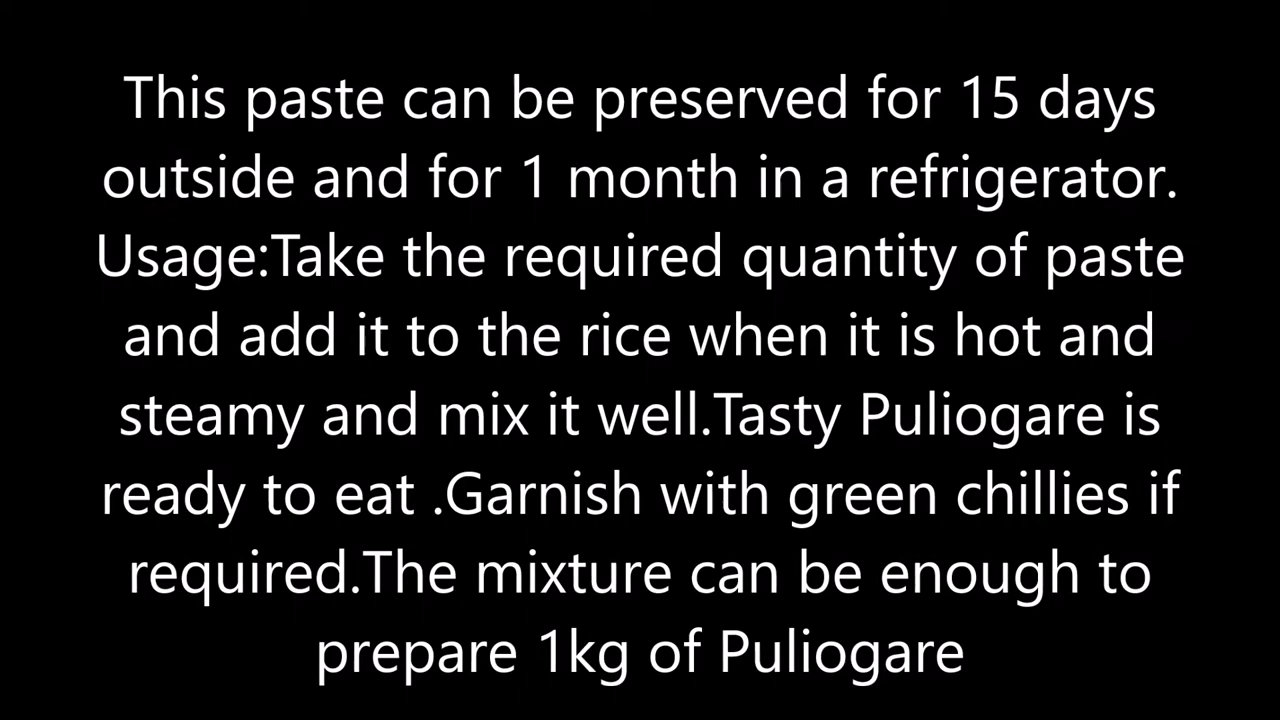 This paste can be preserved for 15 days
outside and for 1 month in a refrigerator.
Usage:Take the required quantity of paste
and add it to the rice when it is hot and
steamy and mix it well.Tasty Puliogare is
ready to eat .Garnish with green chillies if
required.The mixture can be enough to
prepare 1kg of Puliogare